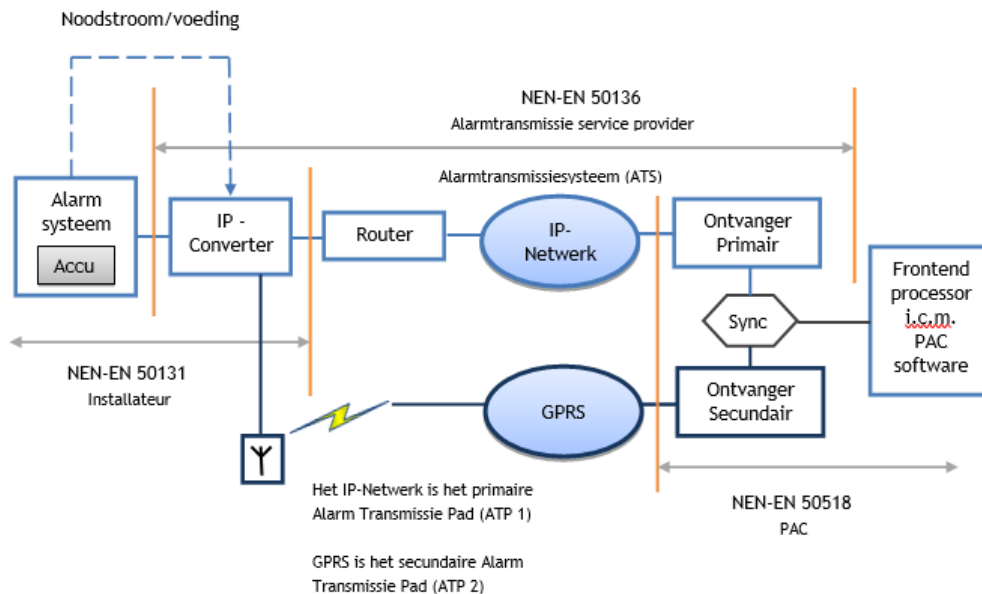 Noodstroom/voeding
NEN-EN 50136
Alarmtransmissie service provider
Alarmtransmissiesysteem (ATS)
Alarm
systeem
Accu
IP -
Converter
Router
IP-
Netwerk
Ontvanger
Primair
Frontend
processor
i.c.m.
PAC
software
Sync
NEN-EN 50131
Installateur
GPRS
Ontvanger
Secundair
Het IP-Netwerk is het primaire
Alarm Transmissie Pad (ATP 1)
GPRS is het secundaire Alarm
Transmissie Pad (ATP 2)
NEN-EN 50518
PAC